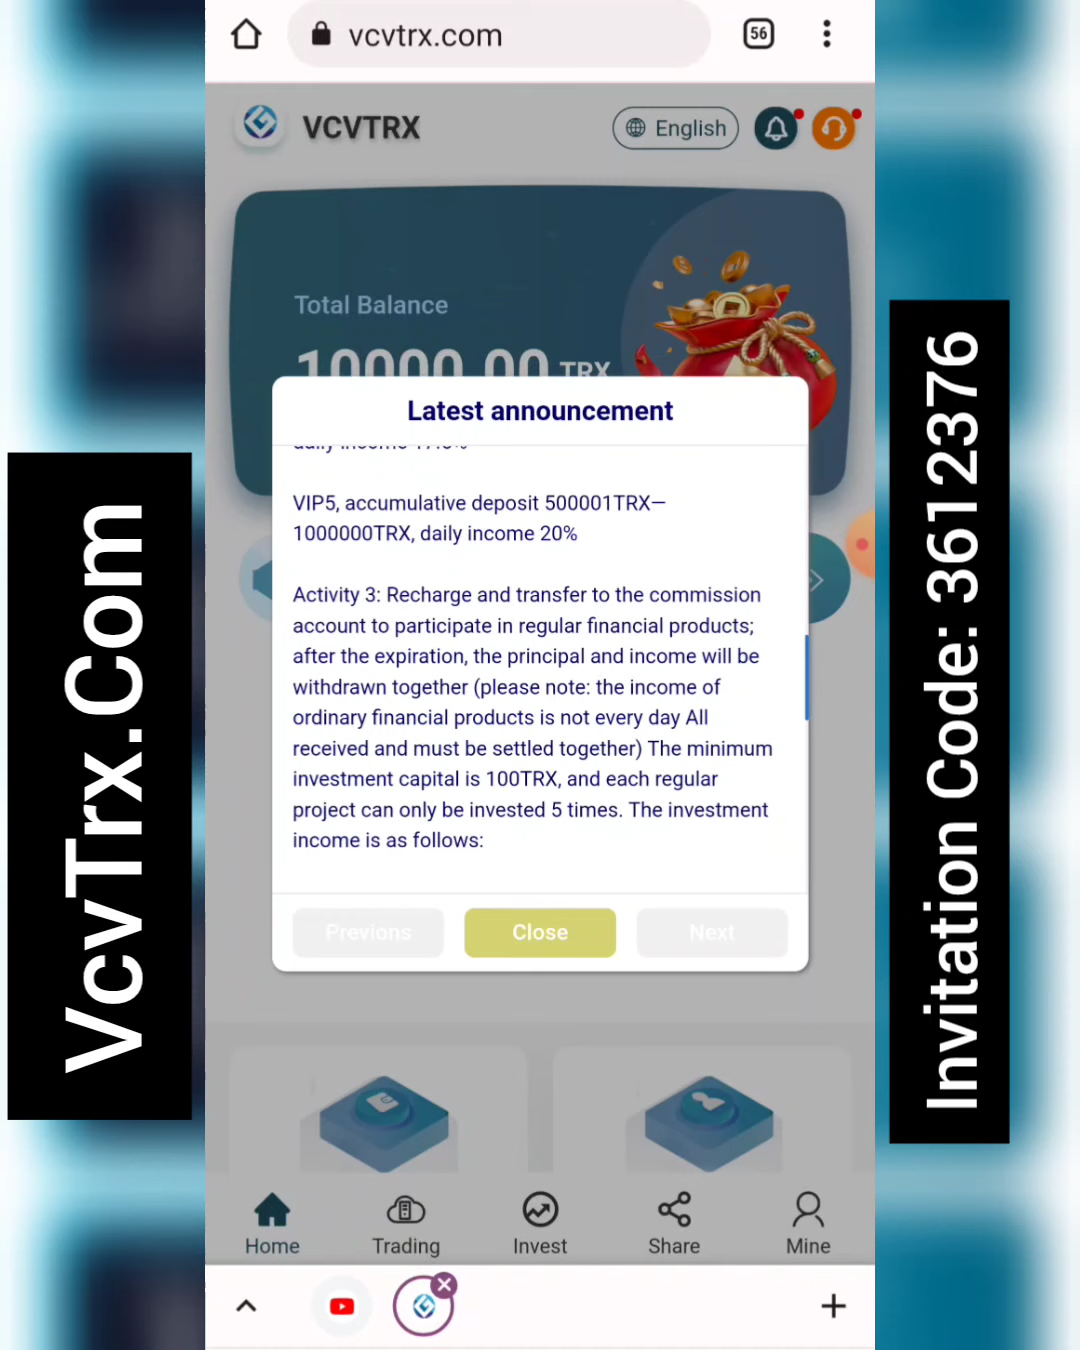 vcvtrx.com
56
VCVTRX
English
Total Balance
10000.00 TRX
Latest announcement
VIP5, accumulative deposit 500001TRX—
1000000TRX, daily income 20%
Activity 3: Recharge and transfer to the commission
account to participate in regular financial products;
after the expiration, the principal and income will be
withdrawn together (please note: the income of
ordinary financial products is not every day All
received and must be settled together) The minimum
investment capital is 100TRX, and each regular
project can only be invested 5 times. The investment
income is as follows:
Previons
Close
Next
Home
Trading
Invest
Share
Mine
VcvTrx.Com
Invitation Code: 3612376